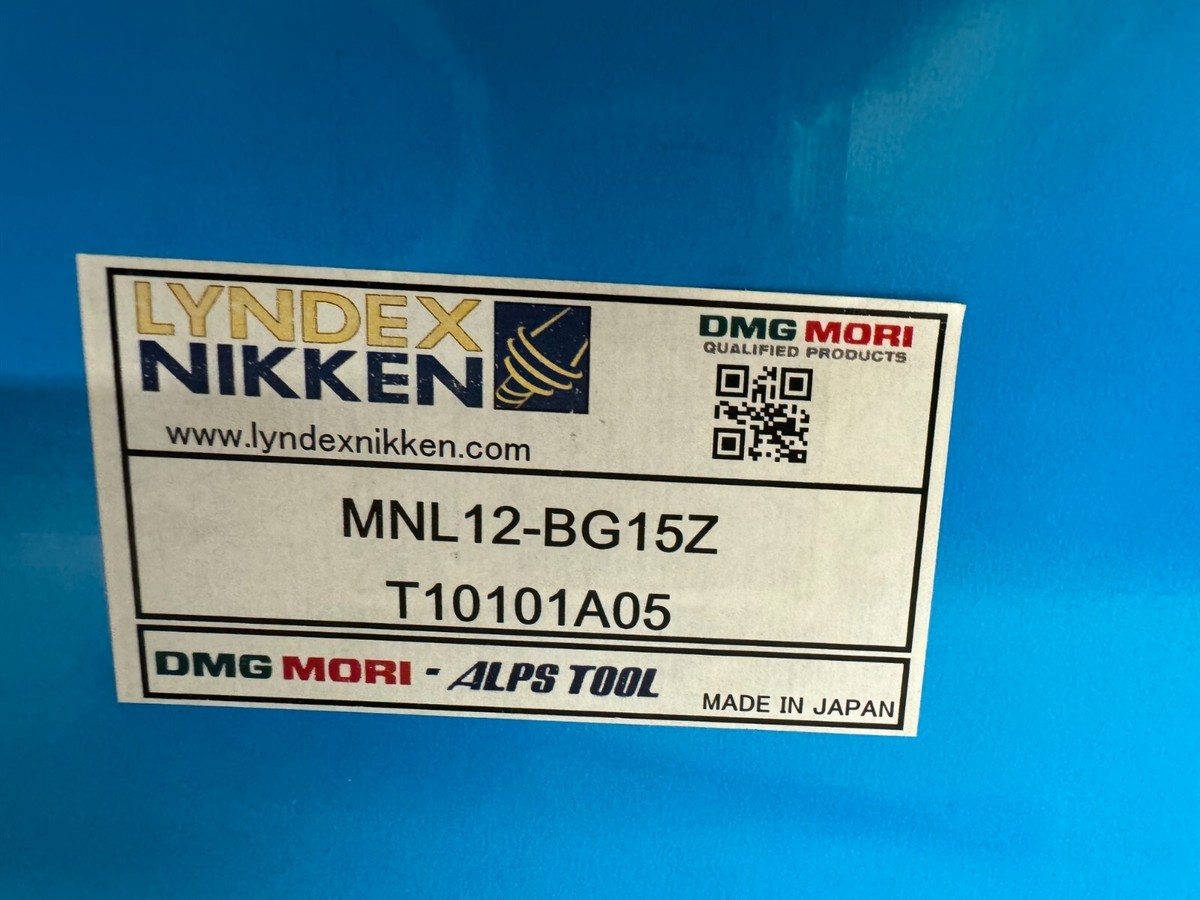 LYNDEX
NIKKEN
www.lyndexnikken.com
DMG MORI
QUALIFIED PRODUCTS
MNL12-BG15Z
T10101A05
DMG MORI - ALPS TOOL
MADE IN JAPAN